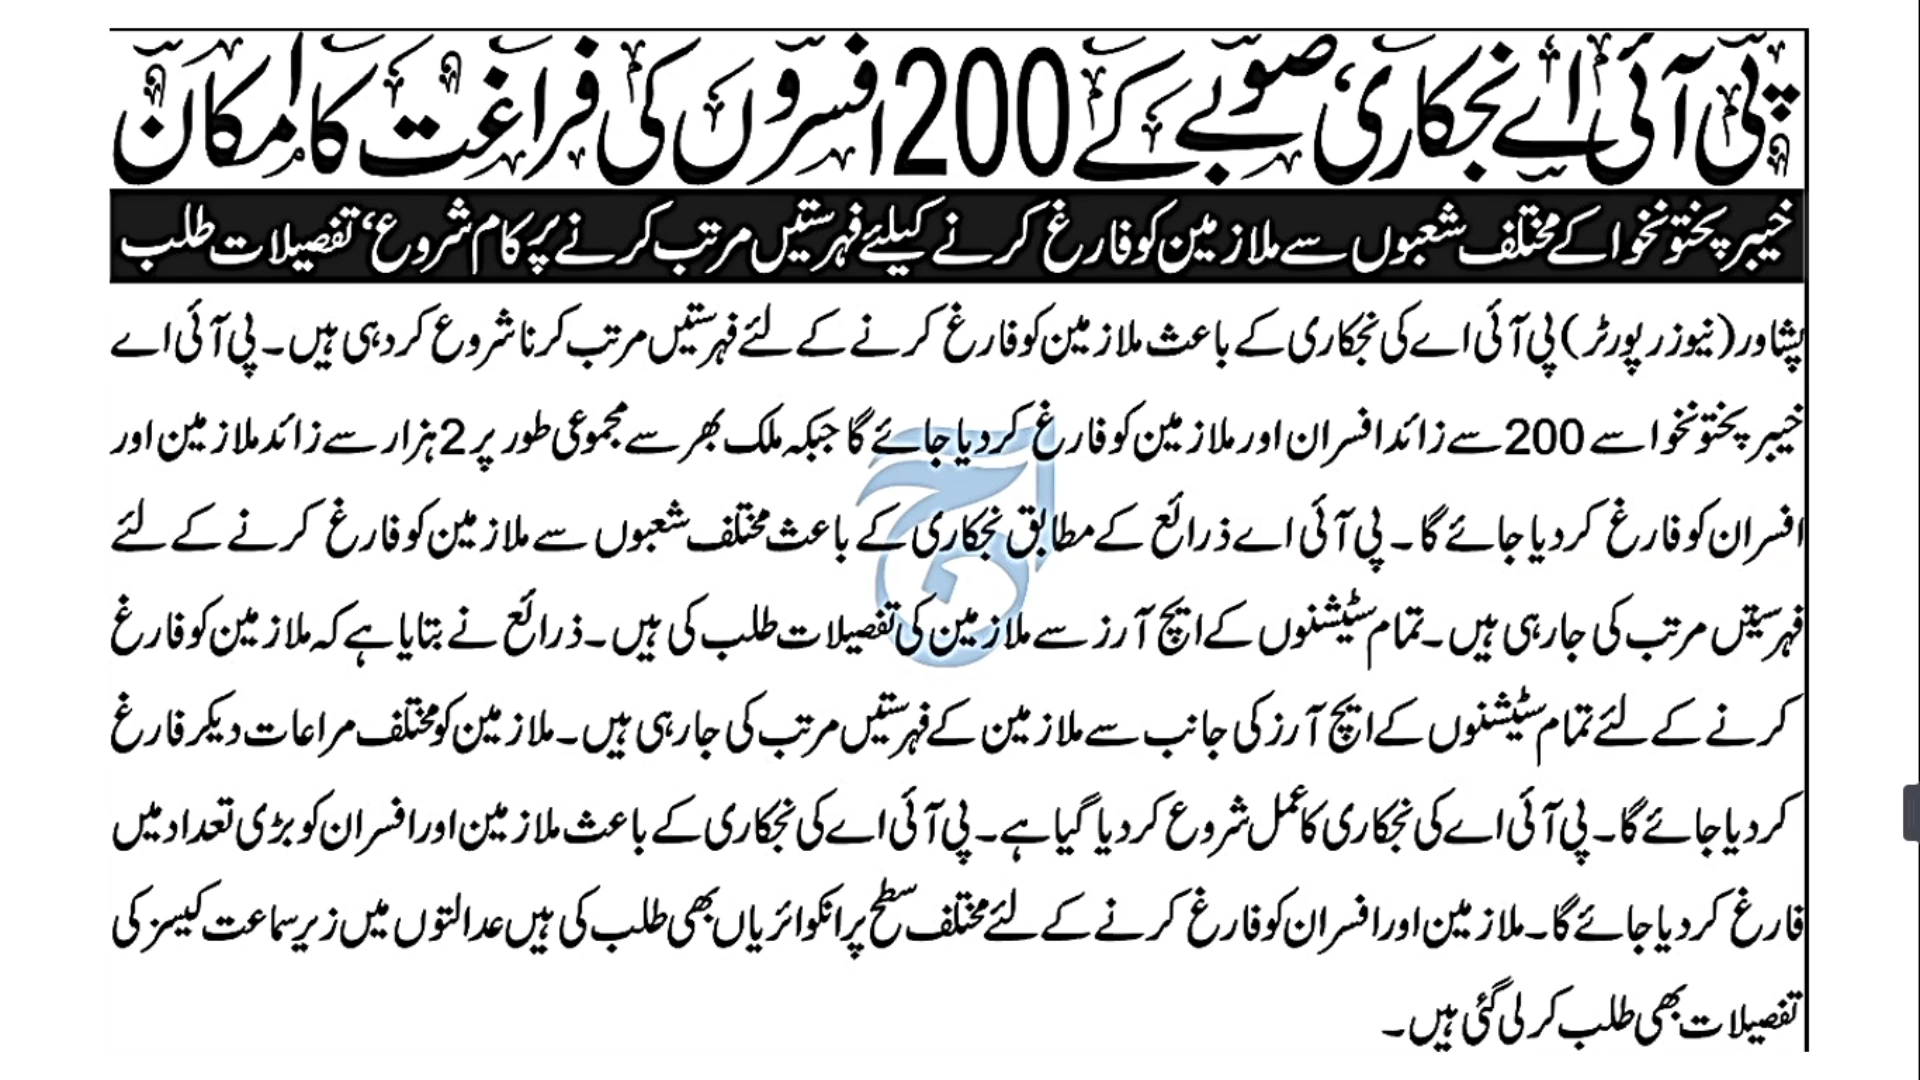 پی آئی اے نجکاری، صوبے کے 200 افسروں کی فراغت کا امکان
خیبر پختونخوا کے مختلف شعبوں سے ملازمین کو فارغ کرنے کیلئے فہرستیں مرتب کرنے پر کام شروع، تفصیلات طلب
پشاور (نیوز رپورٹر) پی آئی اے کی نجکاری کے باعث ملازمین کو فارغ کرنے کے لئے فہرستیں مرتب کرنا شروع کر دہی ہیں۔ پی آئی اے
خیبر پختونخوا سے 200 سے زائد افسران اور ملازمین کو فارغ کر دیا جائے گا جبکہ ملک بھر سے مجموعی طور پر 2 ہزار سے زائد ملازمین اور
افسران کو فارغ کر دیا جائے گا۔ پی آئی اے ذرائع کے مطابق نجکاری کے باعث مختلف شعبوں سے ملازمین کو فارغ کرنے کے لئے
فہرسیتں مرتب کی جارہی ہیں۔ تمام سٹیشنوں کے ایچ آرز سے ملازمین کی تفصیلات طلب کی ہیں۔ ذرائع نے بتایا ہے کہ ملازمین کو فارغ
کرنے کے لئے تمام سٹیشنوں کے ایچ آرز کی جانب سے ملازمین کے فہرستیں مرتب کی جارہی ہیں۔ ملازمین کو مختلف مراعات دیکر فارغ
کر دیا جائے گا۔ پی آئی اے کی نجکاری کا عمل شروع کر دیا گیا ہے۔ پی آئی اے کی نجکاری کے باعث ملازمین اور افسران کو بڑی تعداد میں
فارغ کر دیا جائے گا۔ ملازمین اور افسران کو فارغ کرنے کے لئے مختلف سطح پر انکوائریاں بھی طلب کی ہیں عدالتوں میں زیر سماعت کیسز کی
تفصیلات بھی طلب کر لی گئی ہیں۔
آج